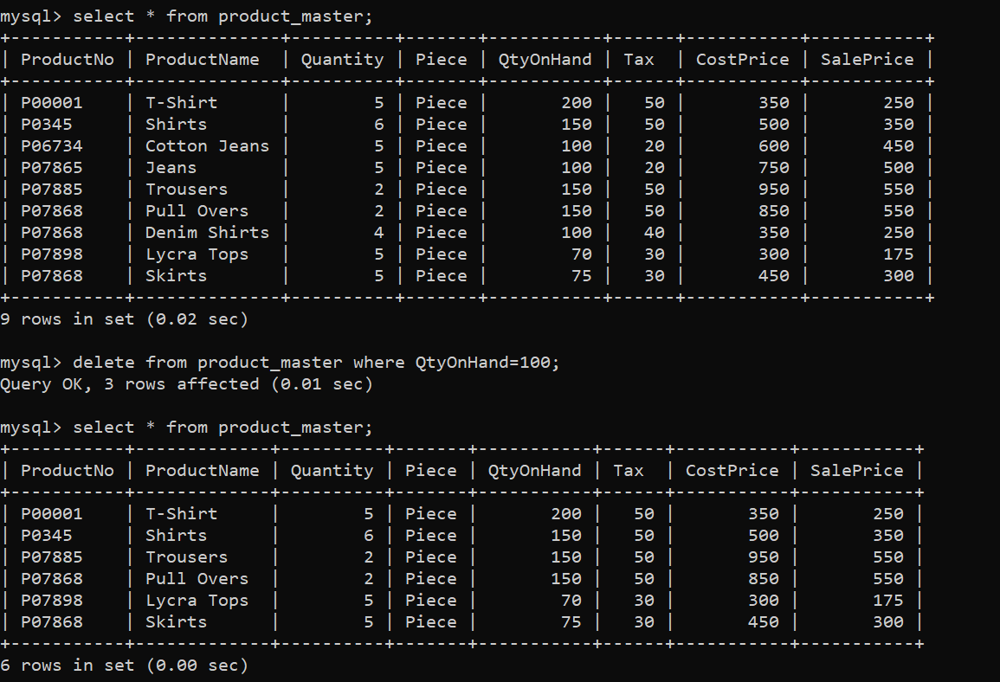 mysql> select * from product_master;
+-----------+--------------+----------+-------+-----------+------+-----------+-----------+
| ProductNo | ProductName  | Quantity | Piece | QtyOnHand | Tax  | CostPrice | SalePrice |
+-----------+--------------+----------+-------+-----------+------+-----------+-----------+
| P00001    | T-Shirt      |        5 | Piece |       200 |   50 |       350 |       250 |
| P0345     | Shirts       |        6 | Piece |       150 |   50 |       500 |       350 |
| P06734    | Cotton Jeans |        5 | Piece |       100 |   20 |       600 |       450 |
| P07865    | Jeans        |        5 | Piece |       100 |   20 |       750 |       500 |
| P07885    | Trousers     |        2 | Piece |       150 |   50 |       950 |       550 |
| P07868    | Pull Overs   |        2 | Piece |       150 |   50 |       850 |       550 |
| P07868    | Denim Shirts |        4 | Piece |       100 |   40 |       350 |       250 |
| P07898    | Lycra Tops   |        5 | Piece |        70 |   30 |       300 |       175 |
| P07868    | Skirts       |        5 | Piece |        75 |   30 |       450 |       300 |
+-----------+--------------+----------+-------+-----------+------+-----------+-----------+
9 rows in set (0.02 sec)
mysql> delete from product_master where QtyOnHand=100;
Query OK, 3 rows affected (0.01 sec)
mysql> select * from product_master;
+-----------+-------------+----------+-------+-----------+------+-----------+-----------+
| ProductNo | ProductName | Quantity | Piece | QtyOnHand | Tax  | CostPrice | SalePrice |
+-----------+-------------+----------+-------+-----------+------+-----------+-----------+
| P00001    | T-Shirt     |        5 | Piece |       200 |   50 |       350 |       250 |
| P0345     | Shirts      |        6 | Piece |       150 |   50 |       500 |       350 |
| P07885    | Trousers    |        2 | Piece |       150 |   50 |       950 |       550 |
| P07868    | Pull Overs  |        2 | Piece |       150 |   50 |       850 |       550 |
| P07898    | Lycra Tops  |        5 | Piece |        70 |   30 |       300 |       175 |
| P07868    | Skirts      |        5 | Piece |        75 |   30 |       450 |       300 |
+-----------+-------------+----------+-------+-----------+------+-----------+-----------+
6 rows in set (0.00 sec)